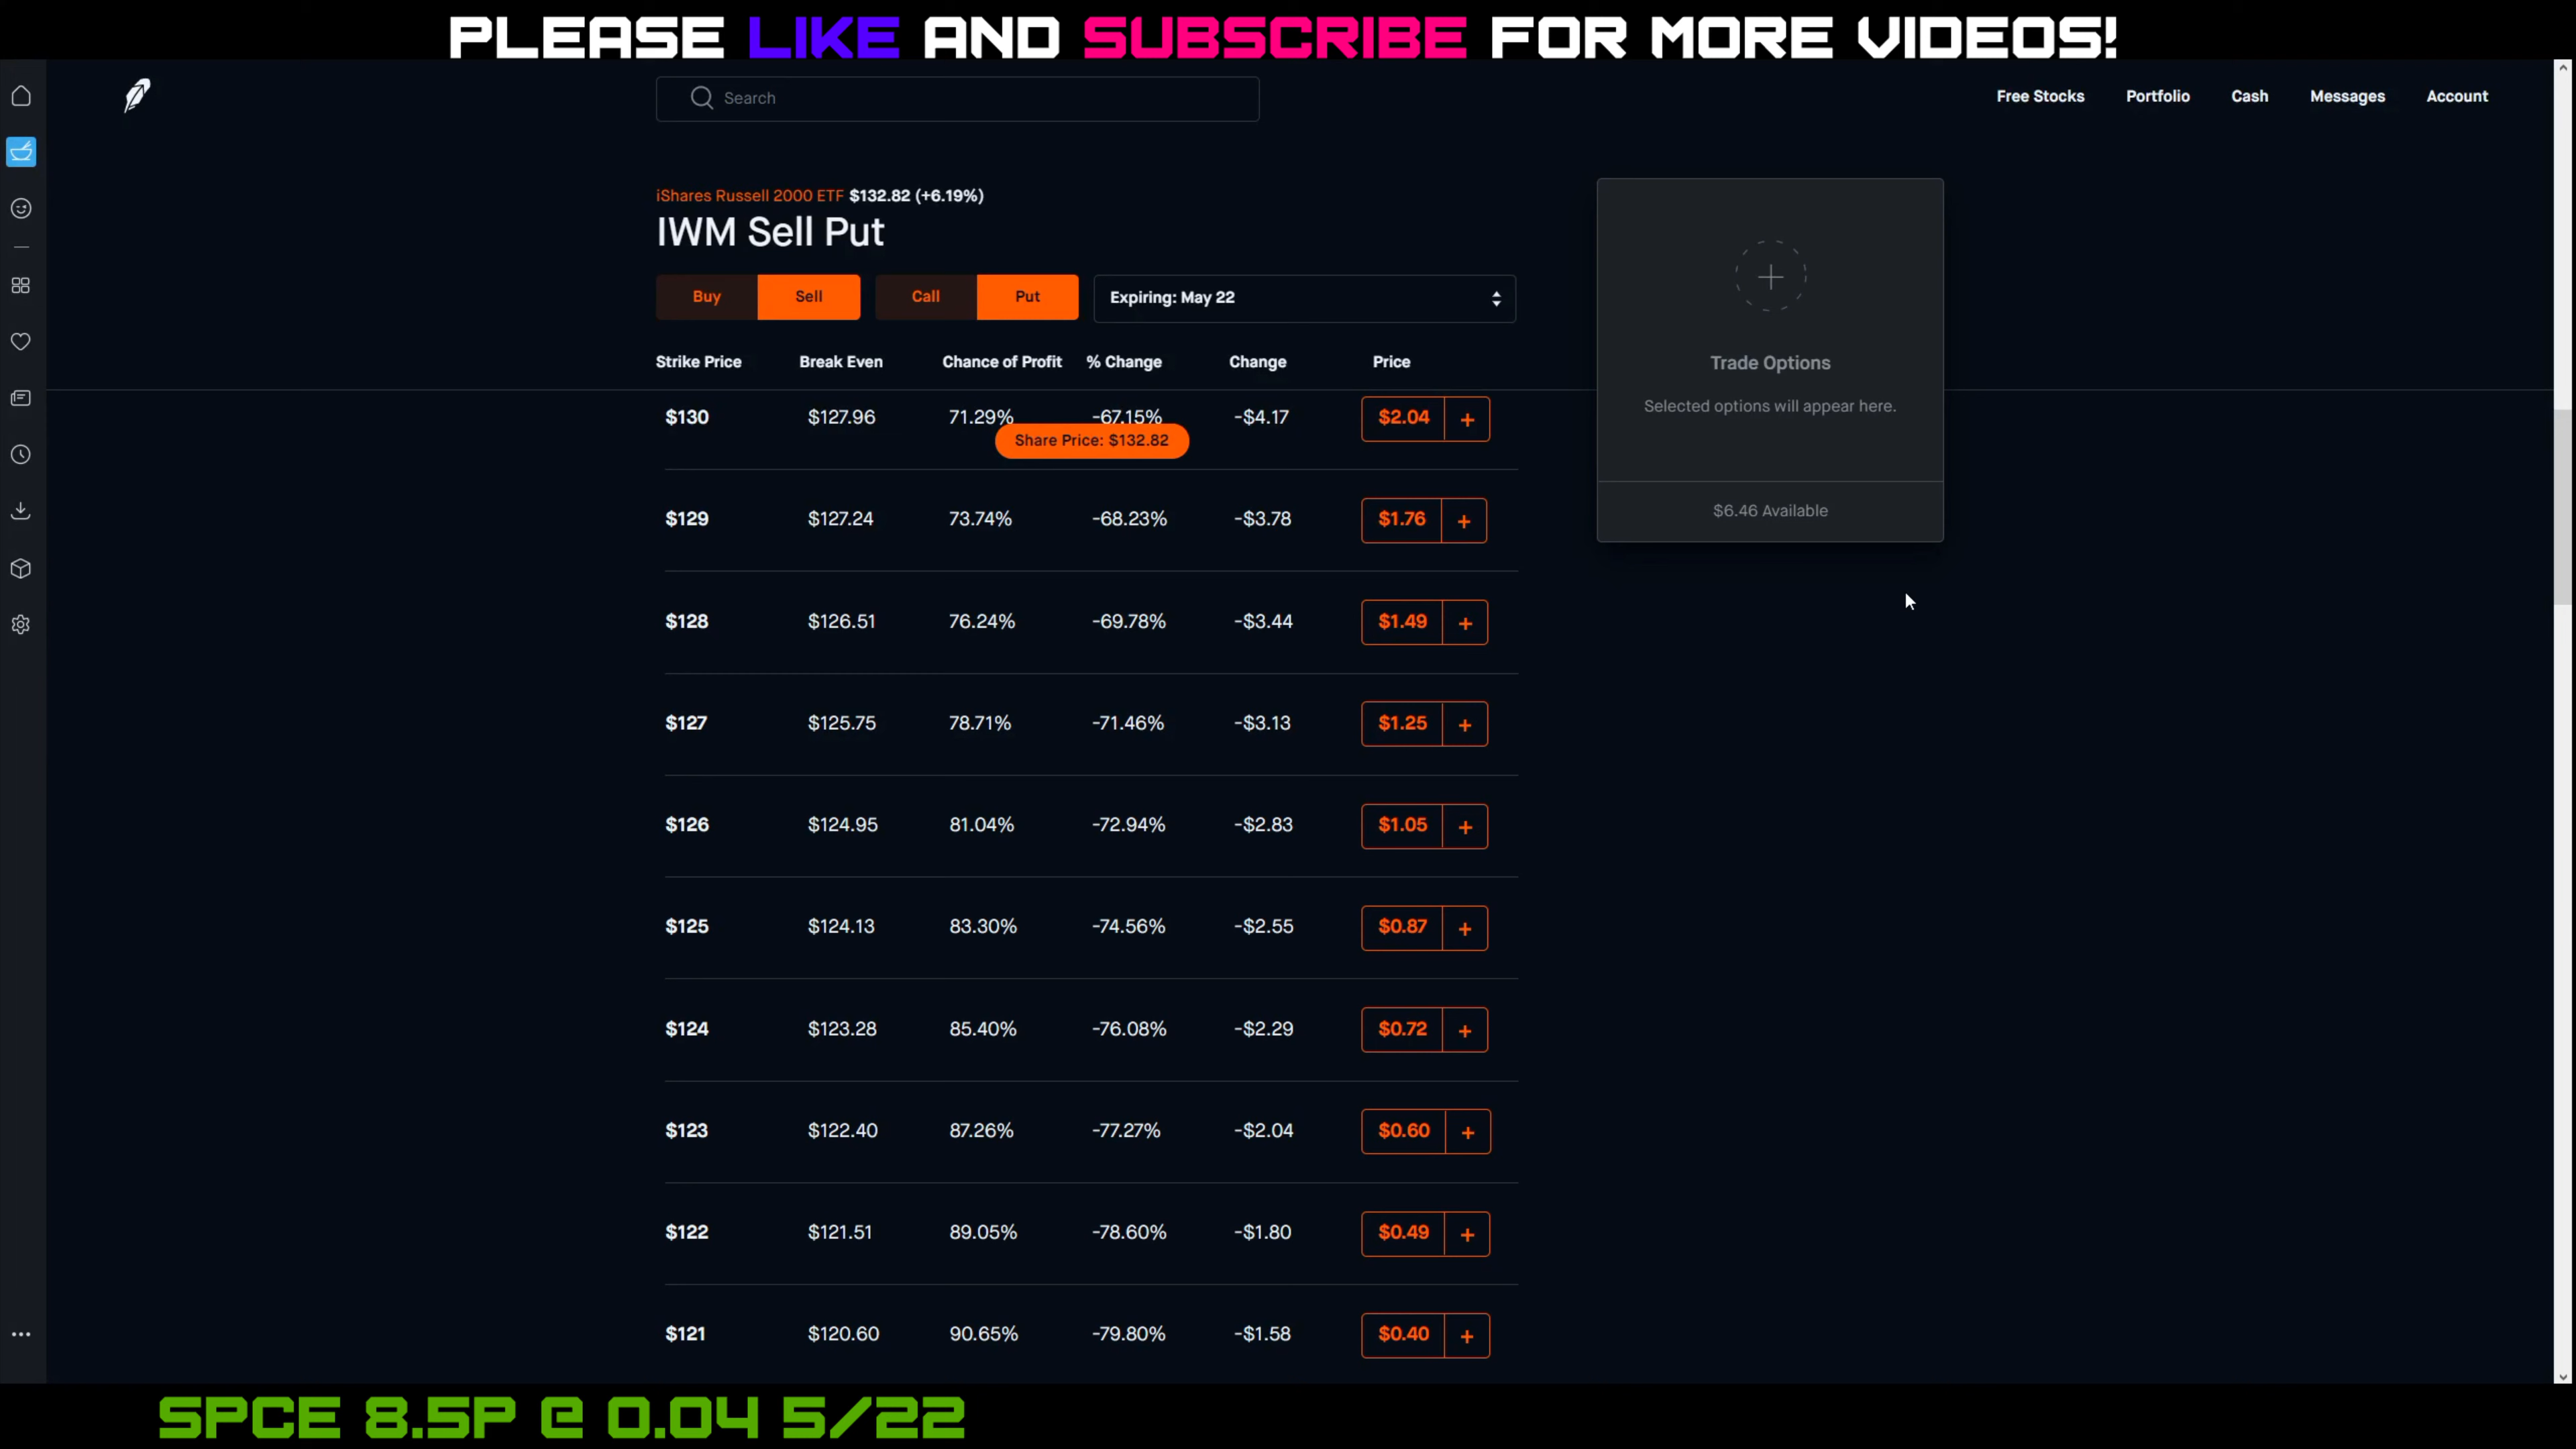 PLEASE LIKE AND SUBSCRIBE FOR MORE VIDEOS!
Search
Free Stocks Portfolio Cash Messages Account
iShares Russell 2000 ETF $132.82 (+6.19%)
IWM Sell Put
Buy Sell Call Put Expiring: May 22
Strike Price Break Even Chance of Profit % Change Change Price
$130 $127.96 71.29% -67.15% -$4.17 $2.04 +
Share Price: $132.82
$129 $127.24 73.74% -68.23% -$3.78 $1.76 +
$128 $126.51 76.24% -69.78% -$3.44 $1.49 +
$127 $125.75 78.71% -71.46% -$3.13 $1.25 +
$126 $124.95 81.04% -72.94% -$2.83 $1.05 +
$125 $124.13 83.30% -74.56% -$2.55 $0.87 +
$124 $123.28 85.40% -76.08% -$2.29 $0.72 +
$123 $122.40 87.26% -77.27% -$2.04 $0.60 +
$122 $121.51 89.05% -78.60% -$1.80 $0.49 +
$121 $120.60 90.65% -79.80% -$1.58 $0.40 +
Trade Options
Selected options will appear here.
$6.46 Available
SPCE 8.5P @ 0.04 5/22